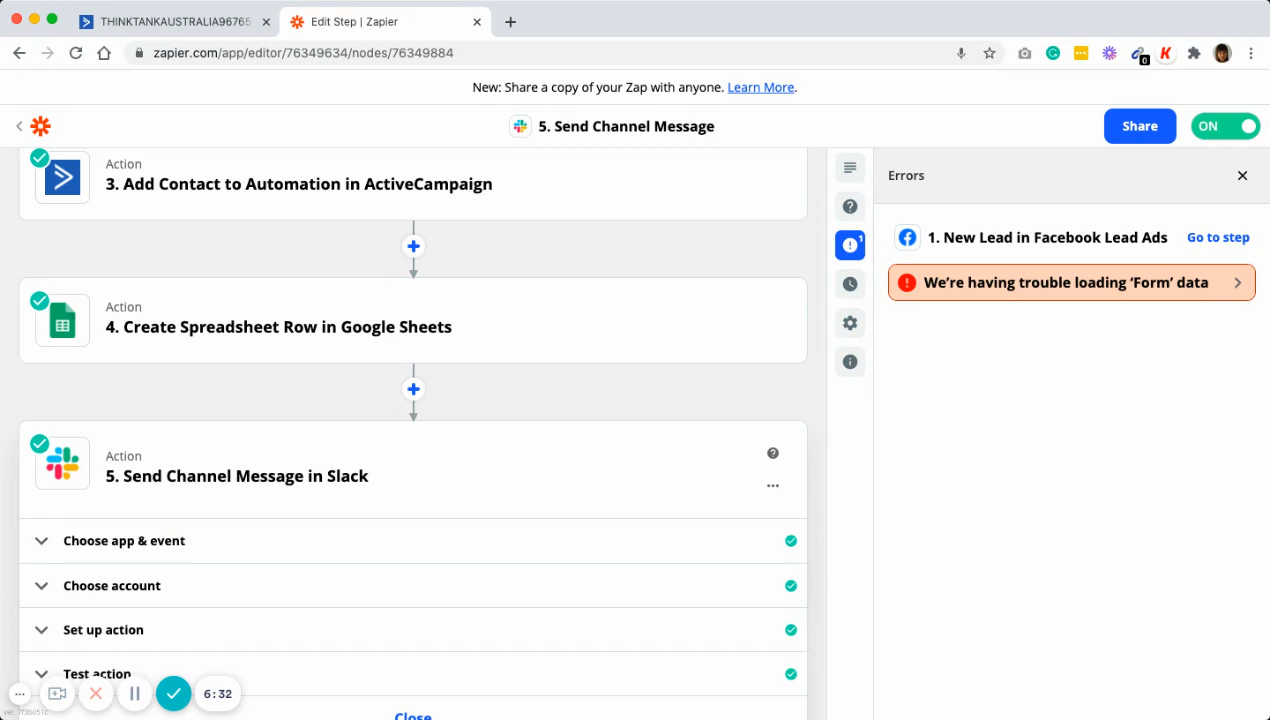 THINKTANKAUSTRALIA96765
Edit Step | Zapier
zapier.com/app/editor/76349634/nodes/76349884
0
K
New: Share a copy of your Zap with anyone. Learn More.
5. Send Channel Message
Share
ON
Action
3. Add Contact to Automation in ActiveCampaign
Errors
1. New Lead in Facebook Lead Ads
Go to step
1
We're having trouble loading ‘Form’ data
Action
4. Create Spreadsheet Row in Google Sheets
Action
5. Send Channel Message in Slack
Choose app & event
Choose account
Set up action
Test action
6:32
Close